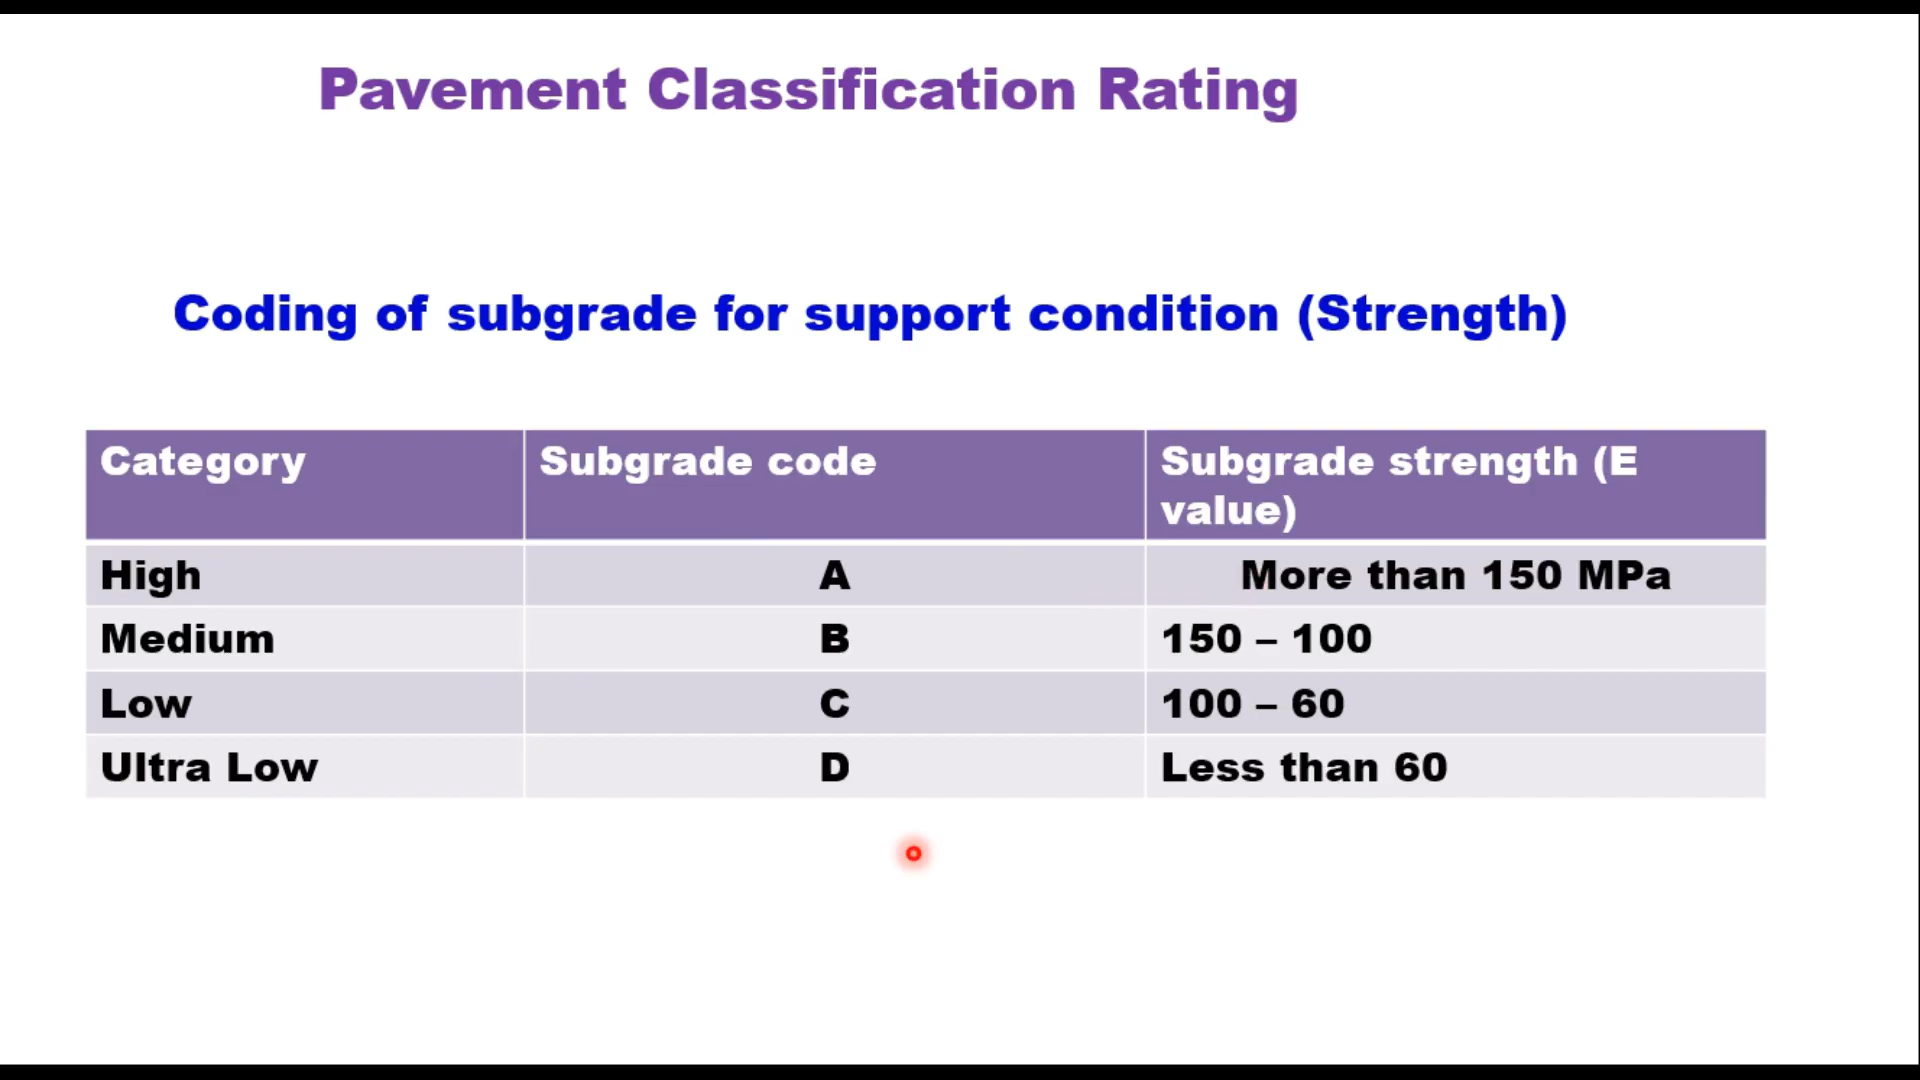 Pavement Classification Rating
Coding of subgrade for support condition (Strength)
Category Subgrade code Subgrade strength (E
value)
High A More than 150 MPa
Medium B 150 – 100
Low C 100 – 60
Ultra Low D Less than 60